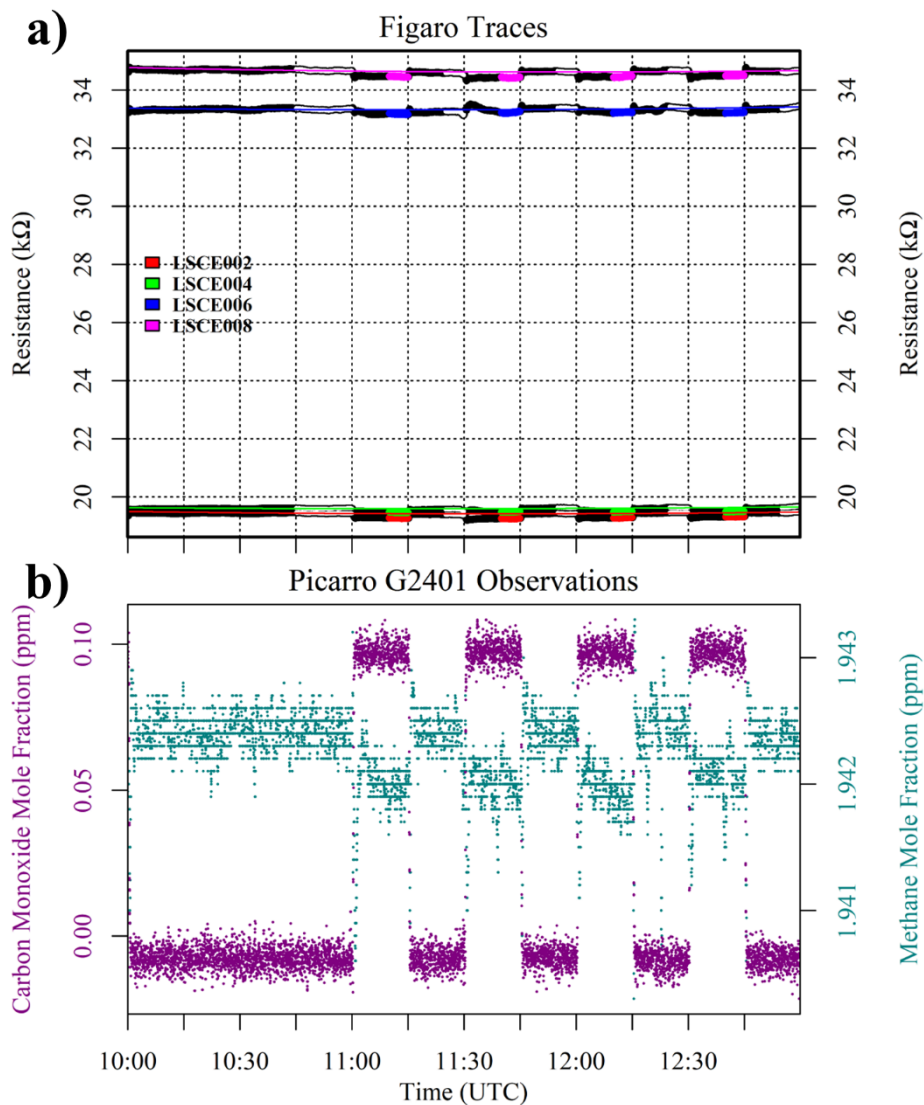 a)
Figaro Traces
Resistance (kΩ)
34
32
30
28
26
24
22
20
LSCE002
LSCE004
LSCE006
LSCE008
34
32
30
28
26
24
22
20
Resistance (kΩ)
b)
Picarro G2401 Observations
Carbon Monoxide Mole Fraction (ppm)
0.10
0.05
0.00
1.943
1.942
1.941
Methane Mole Fraction (ppm)
10:00 10:30 11:00 11:30 12:00 12:30
Time (UTC)